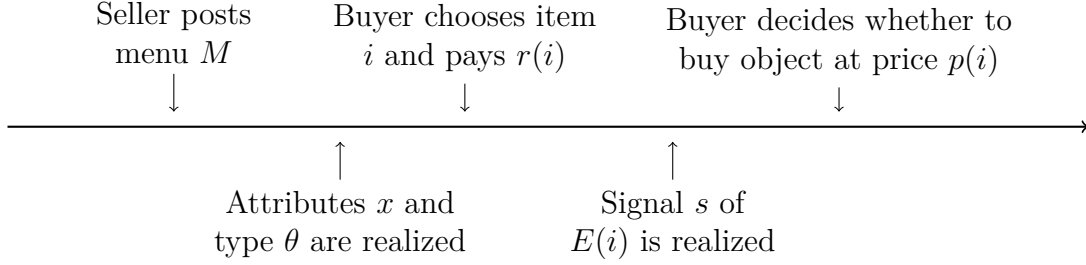 Seller posts
menu M
Buyer chooses item
i and pays r(i)
Buyer decides whether to
buy object at price p(i)
Attributes x and
type θ are realized
Signal s of
E(i) is realized